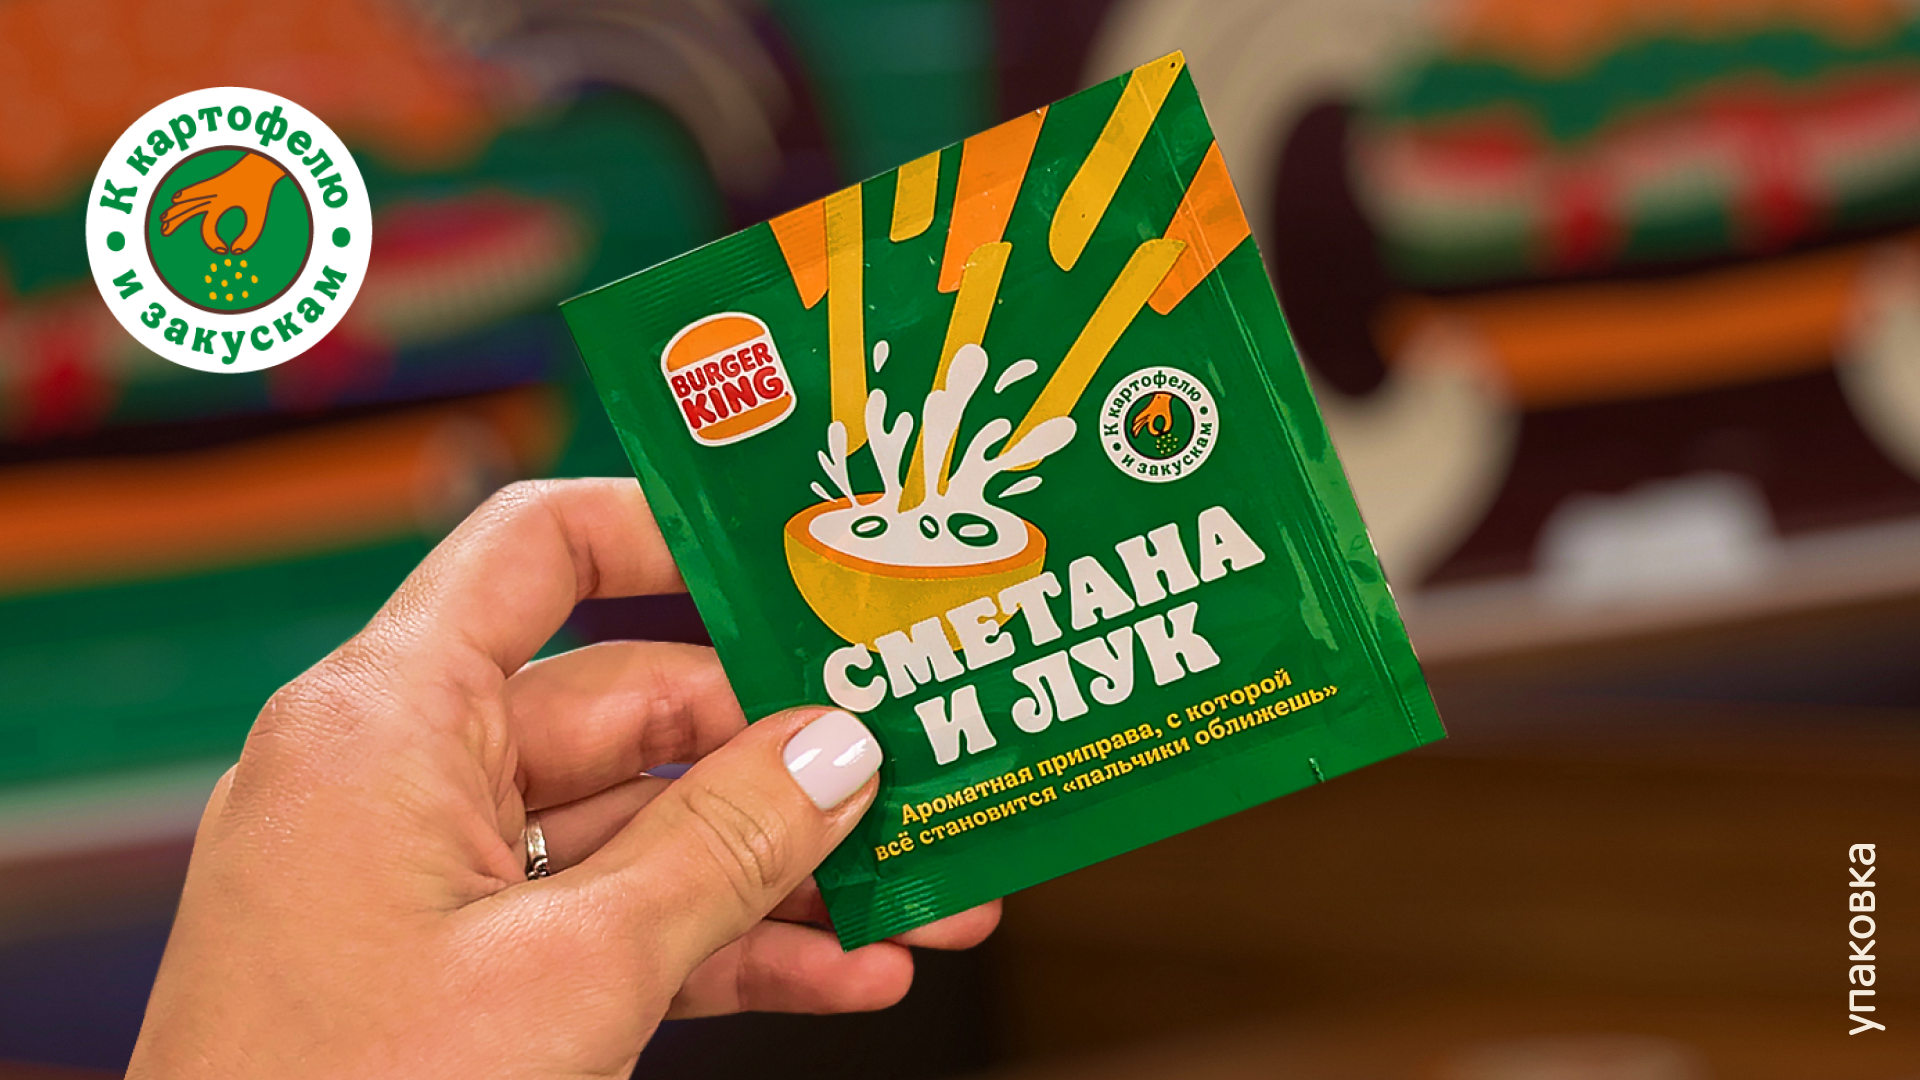 К картофелю
и закускам
BURGER
KING
К картофелю
и закускам
СМЕТАНА
И ЛУК
Ароматная приправа, с которой
всё становится «пальчики оближешь»
упаковка